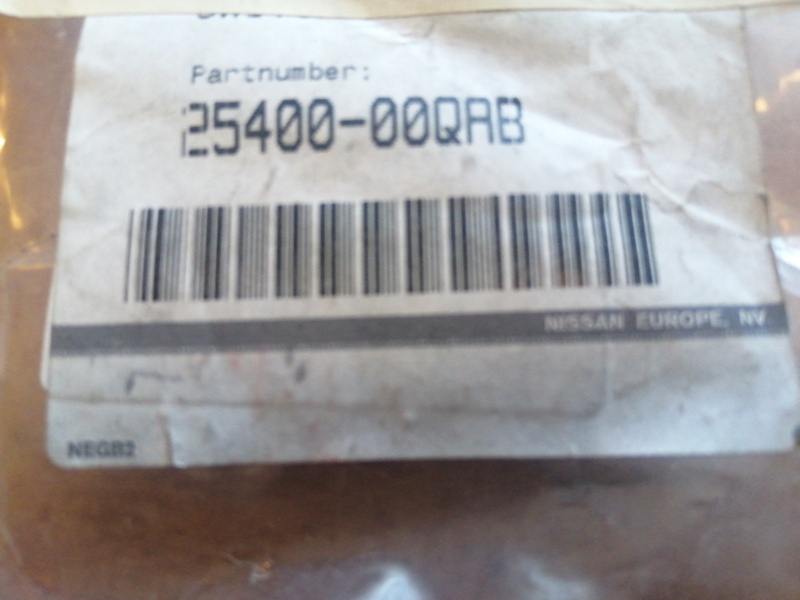 Partnumber:
25400-00QAB
NISSAN EUROPE, NV
NEGB2